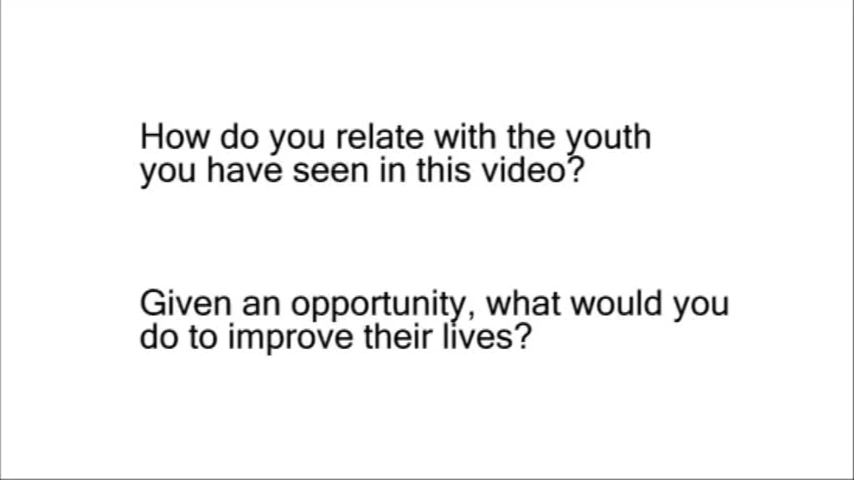 How do you relate with the youth
you have seen in this video?
Given an opportunity, what would you
do to improve their lives?